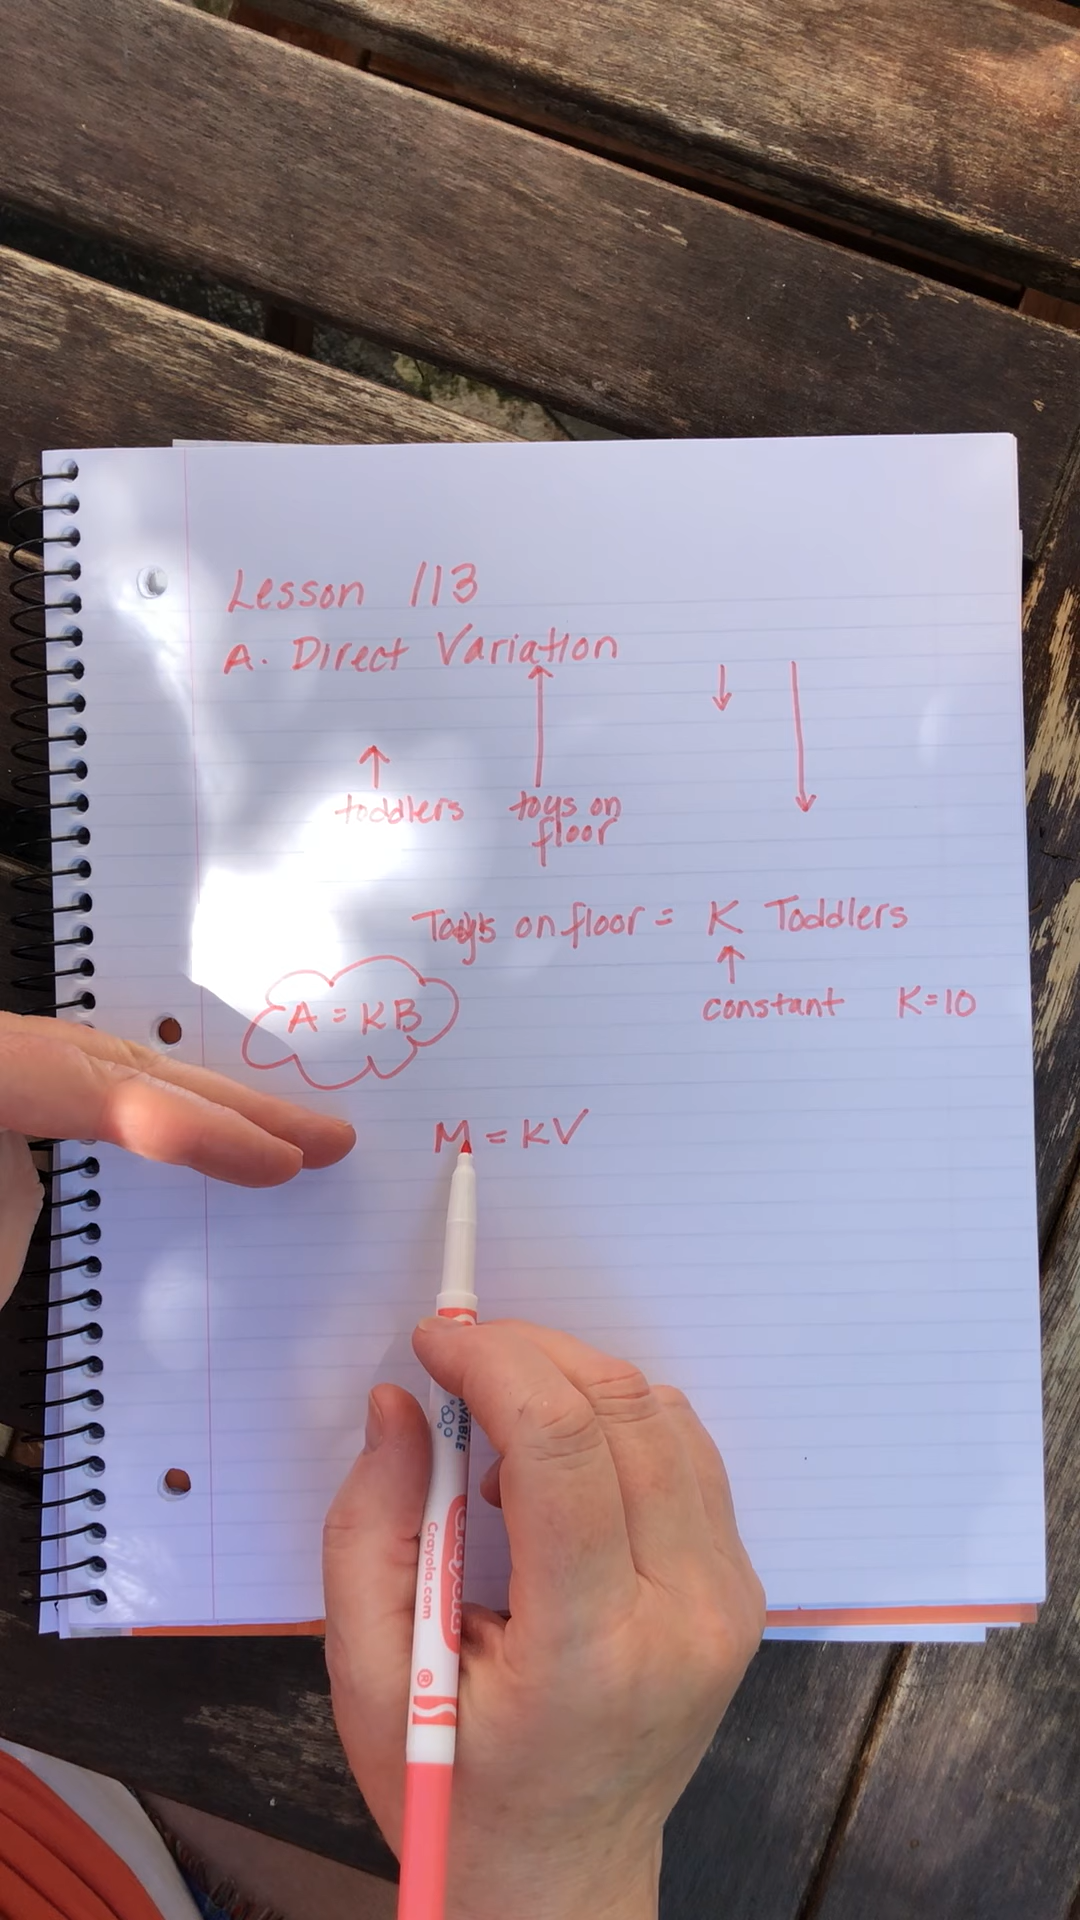 Lesson 113
A. Direct Variation
toddlers toys on
floor
Toys on floor = K Toddlers
A = KB
constant K=10
M = KV
Crayola.com
Crayola
®